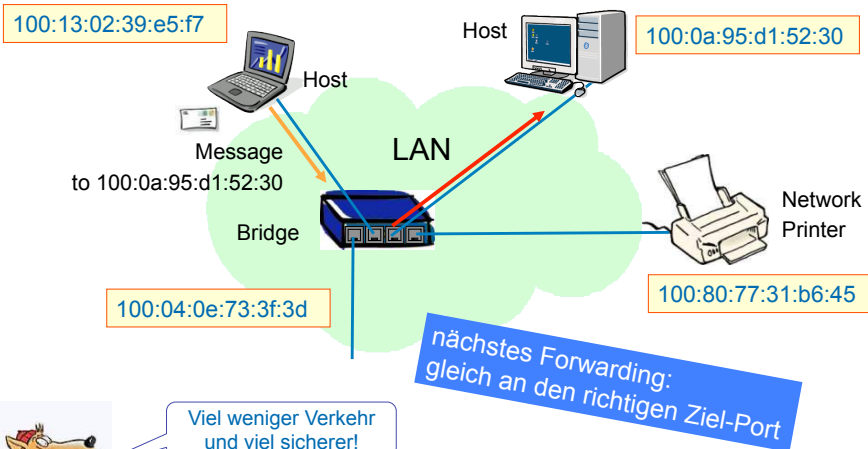 100:13:02:39:e5:f7
Host
100:0a:95:d1:52:30
Host
LAN
Message
to 100:0a:95:d1:52:30
Bridge
Network
Printer
100:04:0e:73:3f:3d
100:80:77:31:b6:45
nächstes Forwarding:
gleich an den richtigen Ziel-Port
Viel weniger Verkehr
und viel sicherer!